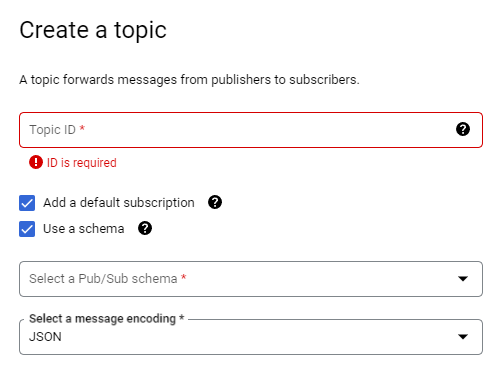 Create a topic
A topic forwards messages from publishers to subscribers.
Topic ID *
ID is required
Add a default subscription
Use a schema
Select a Pub/Sub schema *
Select a message encoding *
JSON